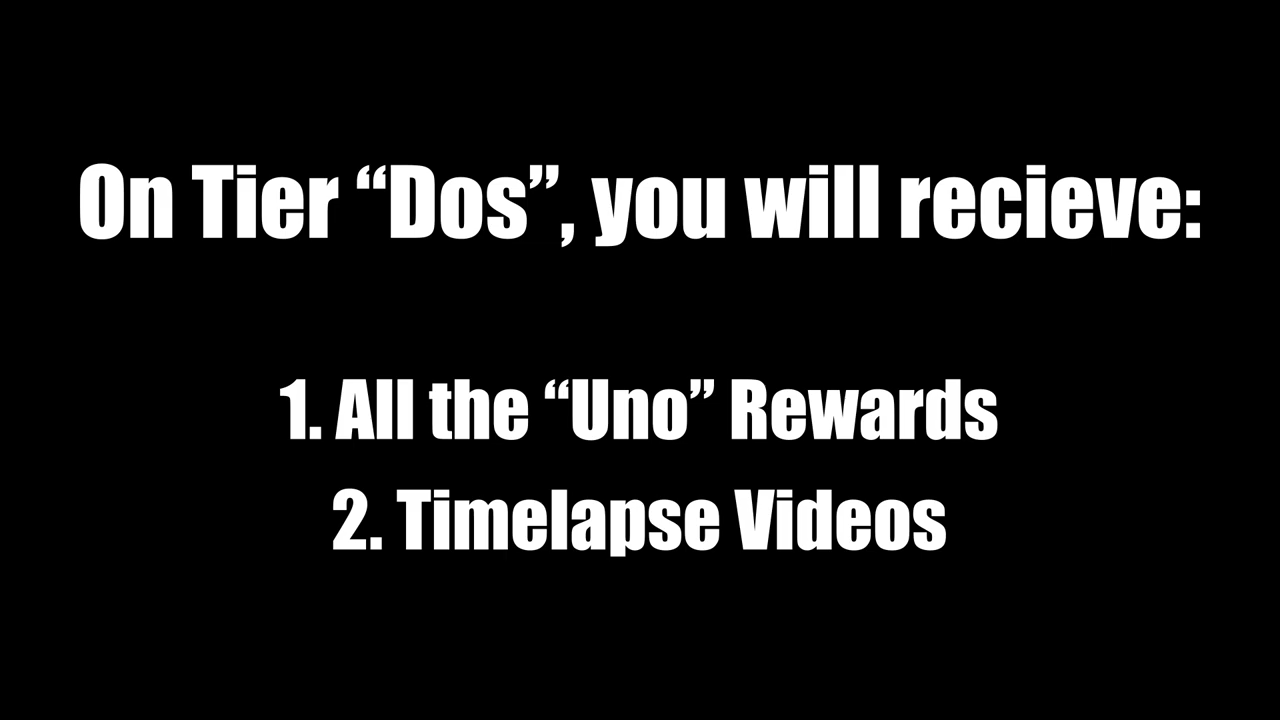 On Tier “Dos”, you will recieve:
1. All the “Uno” Rewards
2. Timelapse Videos